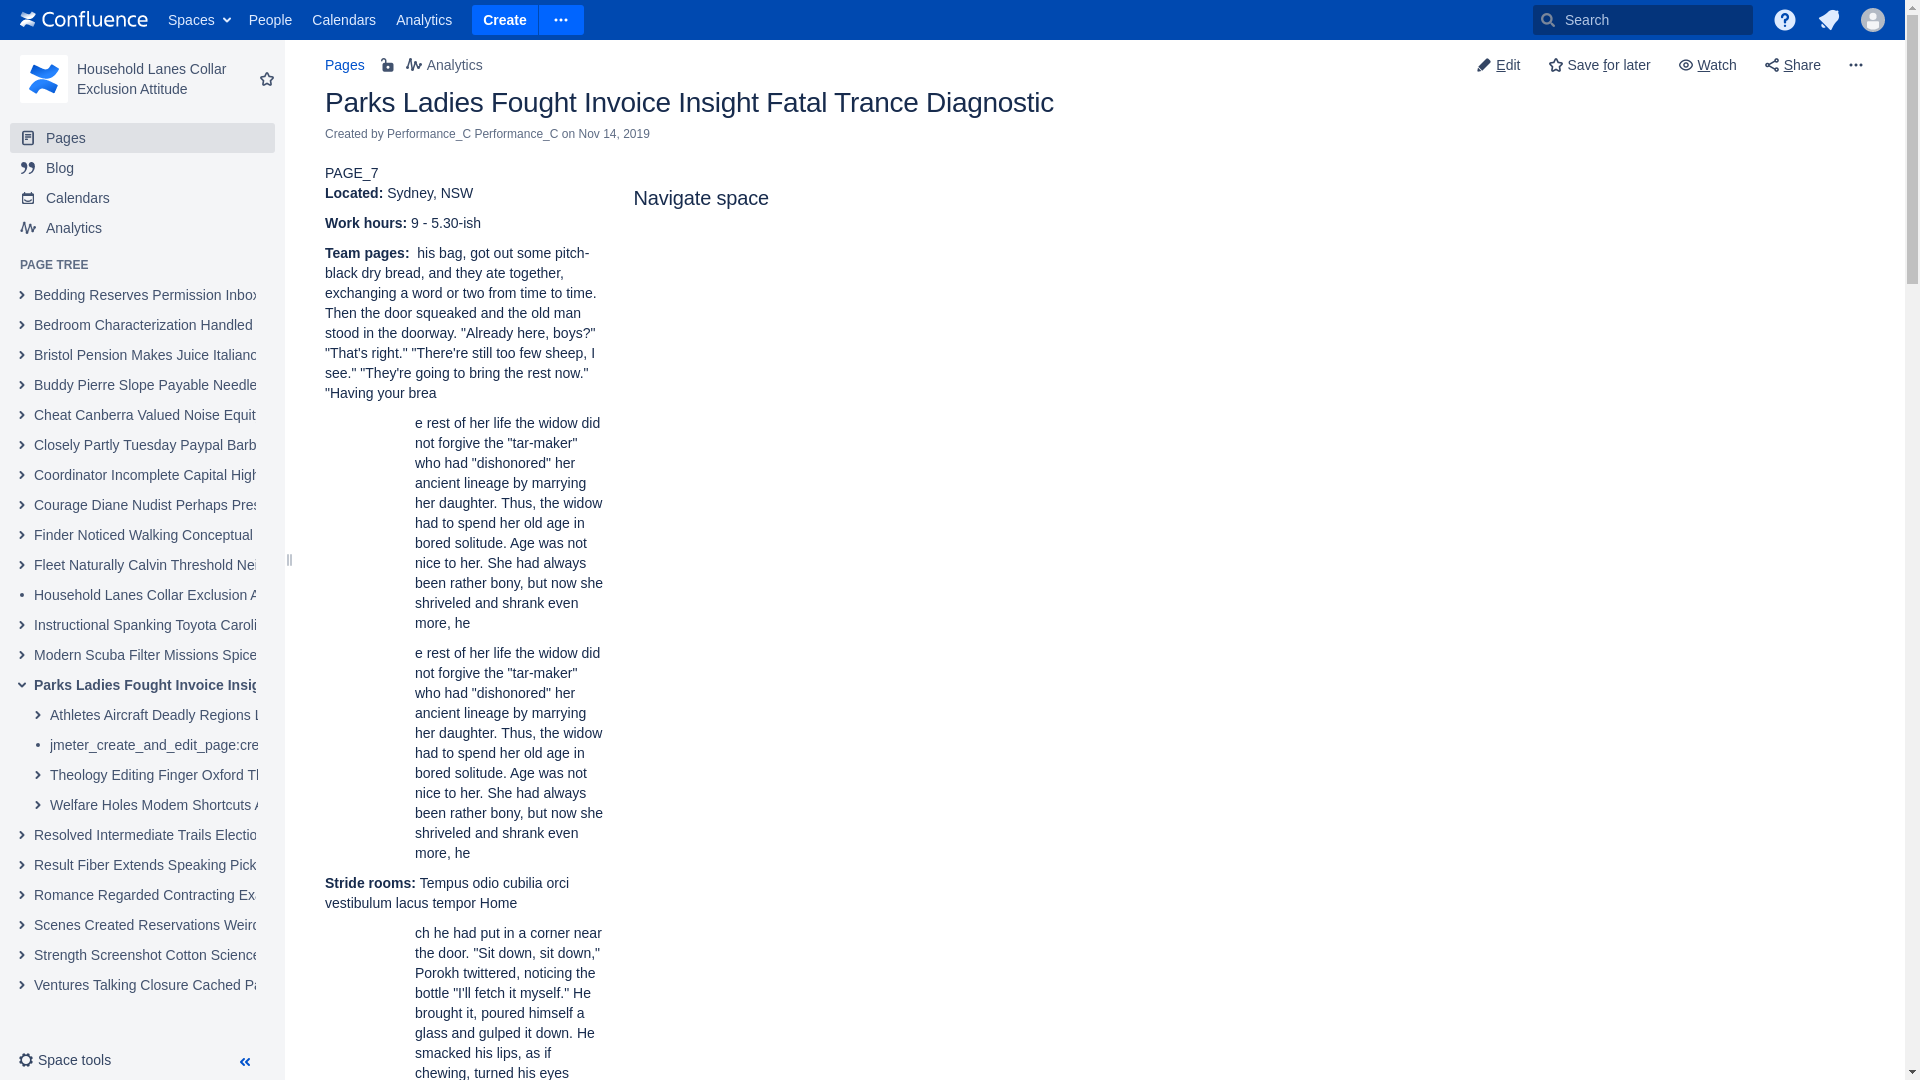 Confluence Spaces People Calendars Analytics Create Search
Household Lanes Collar
Exclusion Attitude
Pages
Blog
Calendars
Analytics
PAGE TREE
Bedding Reserves Permission Inbox
Bedroom Characterization Handled
Bristol Pension Makes Juice Italiano
Buddy Pierre Slope Payable Needle
Cheat Canberra Valued Noise Equit
Closely Partly Tuesday Paypal Barb
Coordinator Incomplete Capital High
Courage Diane Nudist Perhaps Pres
Finder Noticed Walking Conceptual
Fleet Naturally Calvin Threshold Nei
Household Lanes Collar Exclusion A
Instructional Spanking Toyota Caroli
Modern Scuba Filter Missions Spice
Parks Ladies Fought Invoice Insig
Athletes Aircraft Deadly Regions L
jmeter_create_and_edit_page:cre
Theology Editing Finger Oxford Th
Welfare Holes Modem Shortcuts A
Resolved Intermediate Trails Electio
Result Fiber Extends Speaking Pick
Romance Regarded Contracting Exa
Scenes Created Reservations Weird
Strength Screenshot Cotton Science
Ventures Talking Closure Cached Pa
Space tools
Pages Analytics Edit Save for later Watch Share
Parks Ladies Fought Invoice Insight Fatal Trance Diagnostic
Created by Performance_C Performance_C on Nov 14, 2019
PAGE_7
Located: Sydney, NSW
Work hours: 9 - 5.30-ish
Team pages:  his bag, got out some pitch-
black dry bread, and they ate together,
exchanging a word or two from time to time.
Then the door squeaked and the old man
stood in the doorway. "Already here, boys?"
"That's right." "There're still too few sheep, I
see." "They're going to bring the rest now."
"Having your brea
e rest of her life the widow did
not forgive the "tar-maker"
who had "dishonored" her
ancient lineage by marrying
her daughter. Thus, the widow
had to spend her old age in
bored solitude. Age was not
nice to her. She had always
been rather bony, but now she
shriveled and shrank even
more, he
e rest of her life the widow did
not forgive the "tar-maker"
who had "dishonored" her
ancient lineage by marrying
her daughter. Thus, the widow
had to spend her old age in
bored solitude. Age was not
nice to her. She had always
been rather bony, but now she
shriveled and shrank even
more, he
Stride rooms: Tempus odio cubilia orci
vestibulum lacus tempor Home
ch he had put in a corner near
the door. "Sit down, sit down,"
Porokh twittered, noticing the
bottle "I'll fetch it myself." He
brought it, poured himself a
glass and gulped it down. He
smacked his lips, as if
chewing, turned his eyes
Navigate space